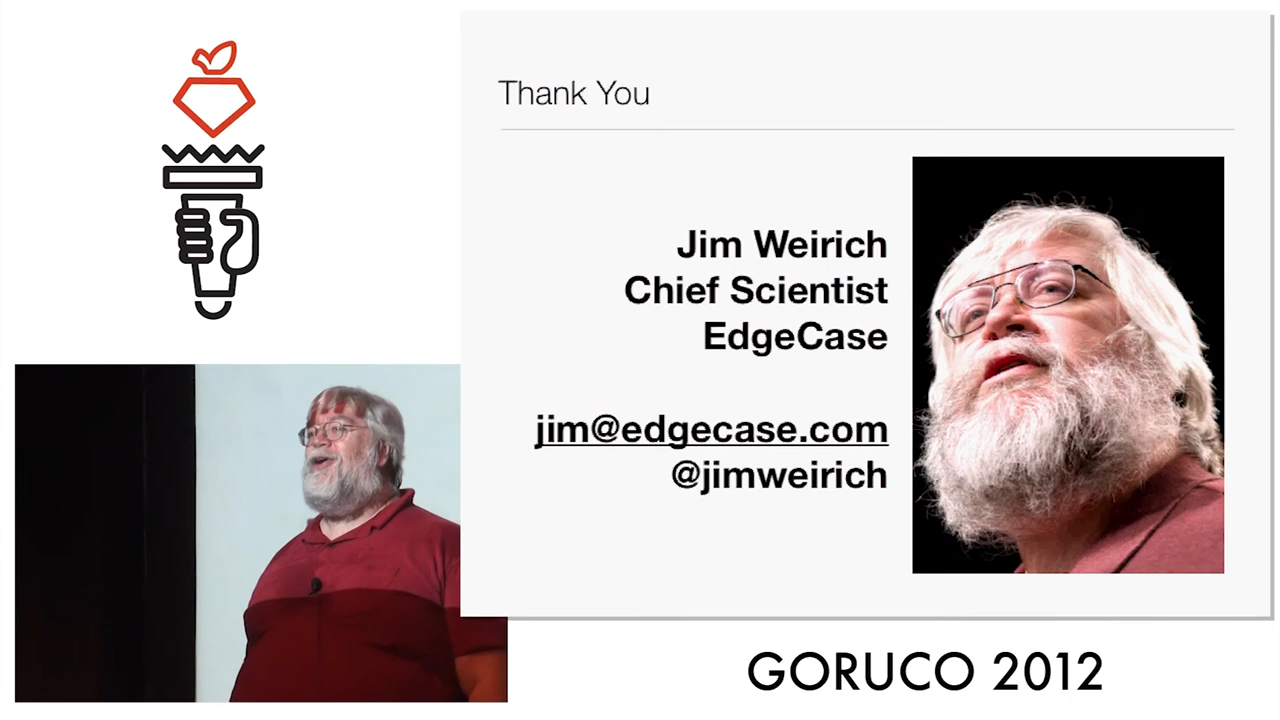 Thank You
Jim Weirich
Chief Scientist
EdgeCase
jim@edgecase.com
@jimweirich
GORUCO 2012